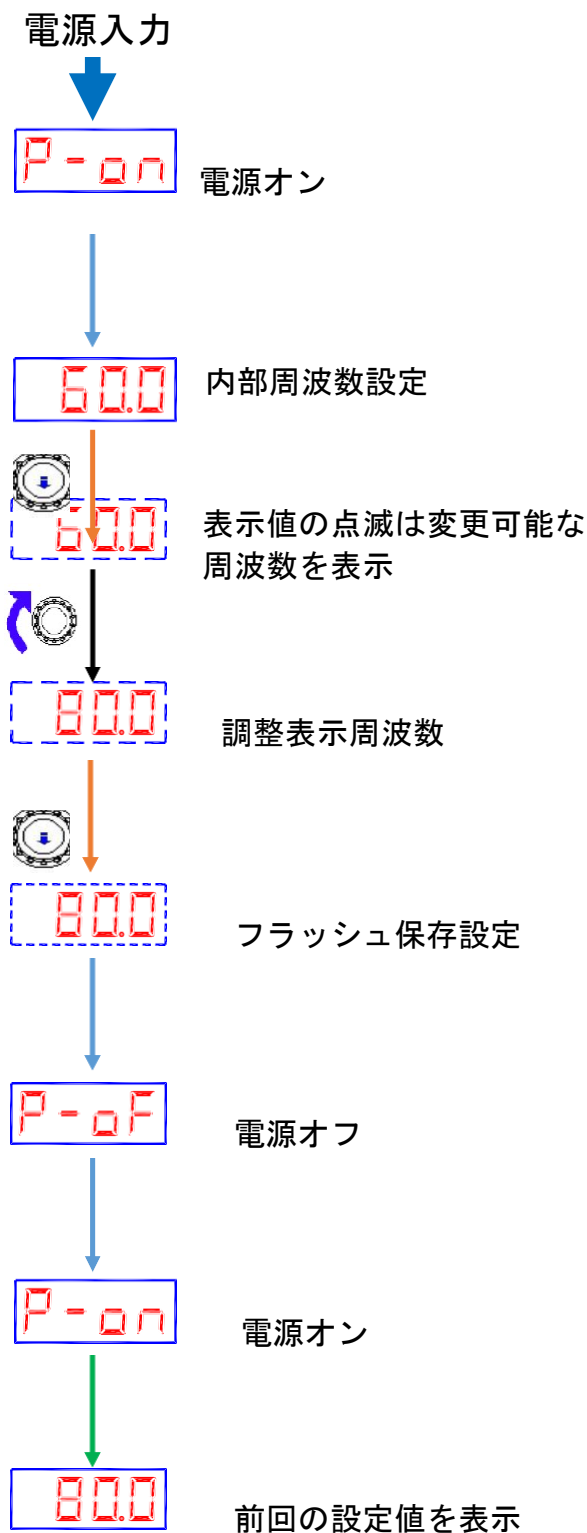 電源入力
P-on
電源オン
60.0
内部周波数設定
60.0
表示値の点滅は変更可能な
周波数を表示
80.0
調整表示周波数
80.0
フラッシュ保存設定
P-oF
電源オフ
P-on
電源オン
80.0
前回の設定値を表示